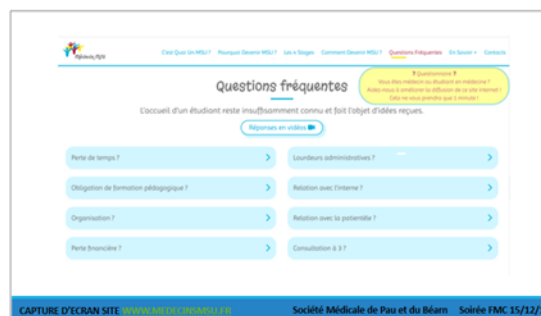 Médecins MSU
C'est Quoi Un MSU ? Pourquoi Devenir MSU ? Les 4 Stages Comment Devenir MSU ? Questions Fréquentes En Savoir + Contacts
? Questionnaire ?
Vous êtes médecin ou étudiant en médecine ?
Aidez-nous à améliorer la diffusion de ce site internet !
Cela ne vous prendra que 1 minute !
Questions fréquentes
L'accueil d'un étudiant reste insuffisamment connu et fait l'objet d'idées reçues.
Réponses en vidéos
Perte de temps ?
Lourdeurs administratives ?
Obligation de formation pédagogique ?
Relation avec l'interne ?
Organisation ?
Relation avec la patientèle ?
Perte financière ?
Consultation à 3 ?
CAPTURE D'ECRAN SITE WWW.MEDECINSMSU.FR Société Médicale de Pau et du Béarn Soirée FMC 15/12/